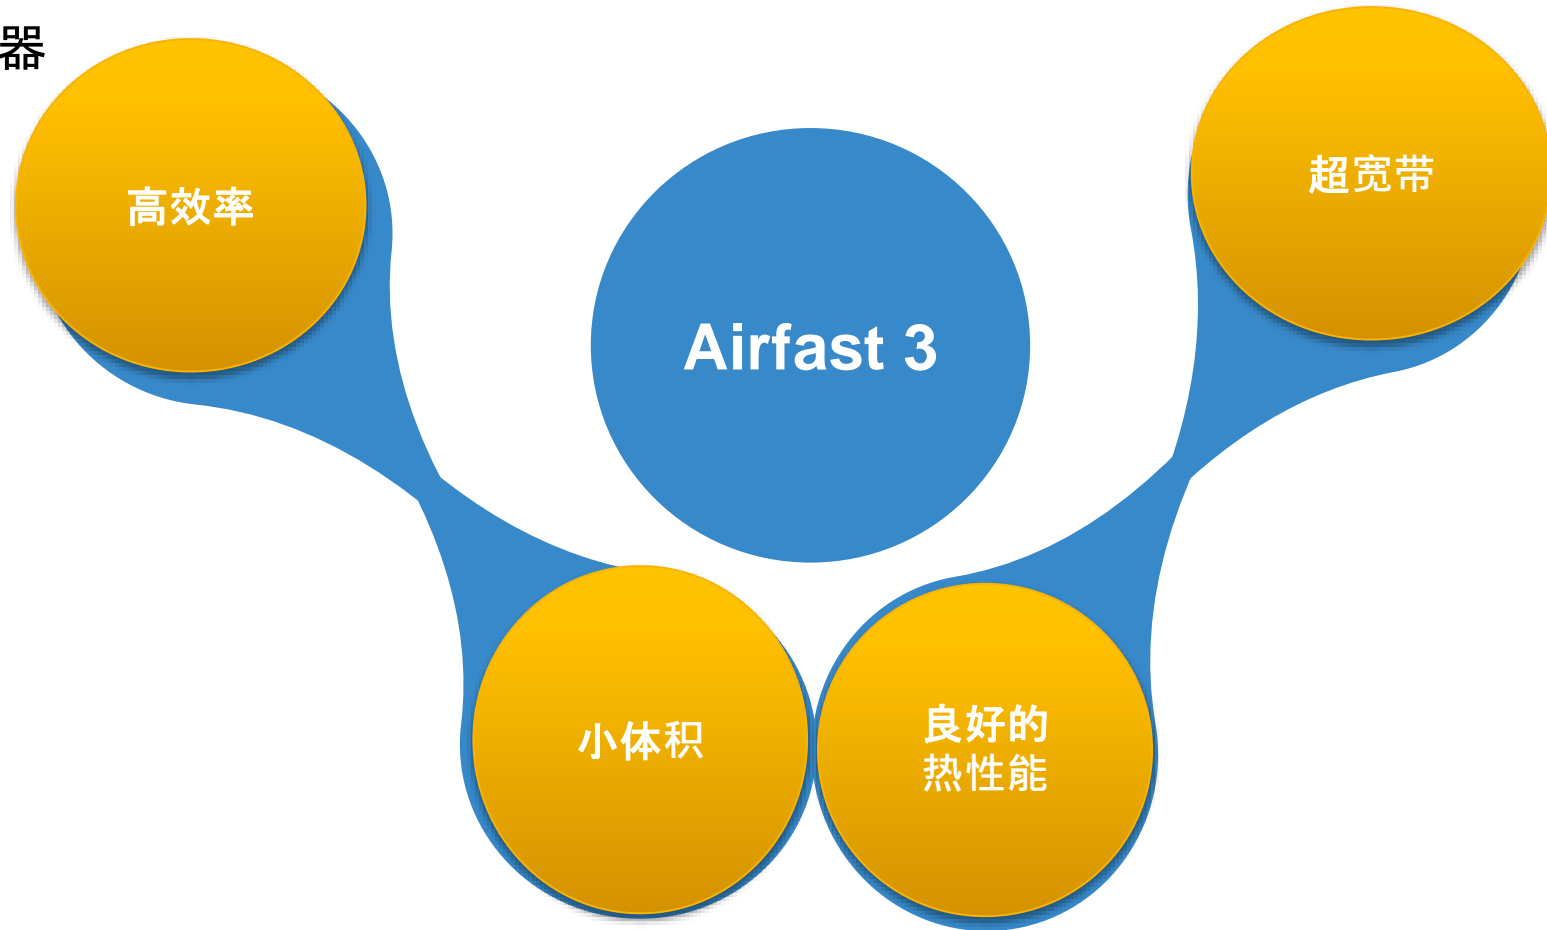 器
高效率
超宽带
Airfast 3
小体积
良好的
热性能